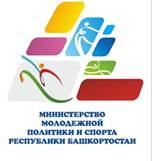 МИНИСТЕРСТВО
МОЛОДЕЖНОЙ
ПОЛИТИКИ И СПОРТА
РЕСПУБЛИКИ БАШКОРТОСТАН